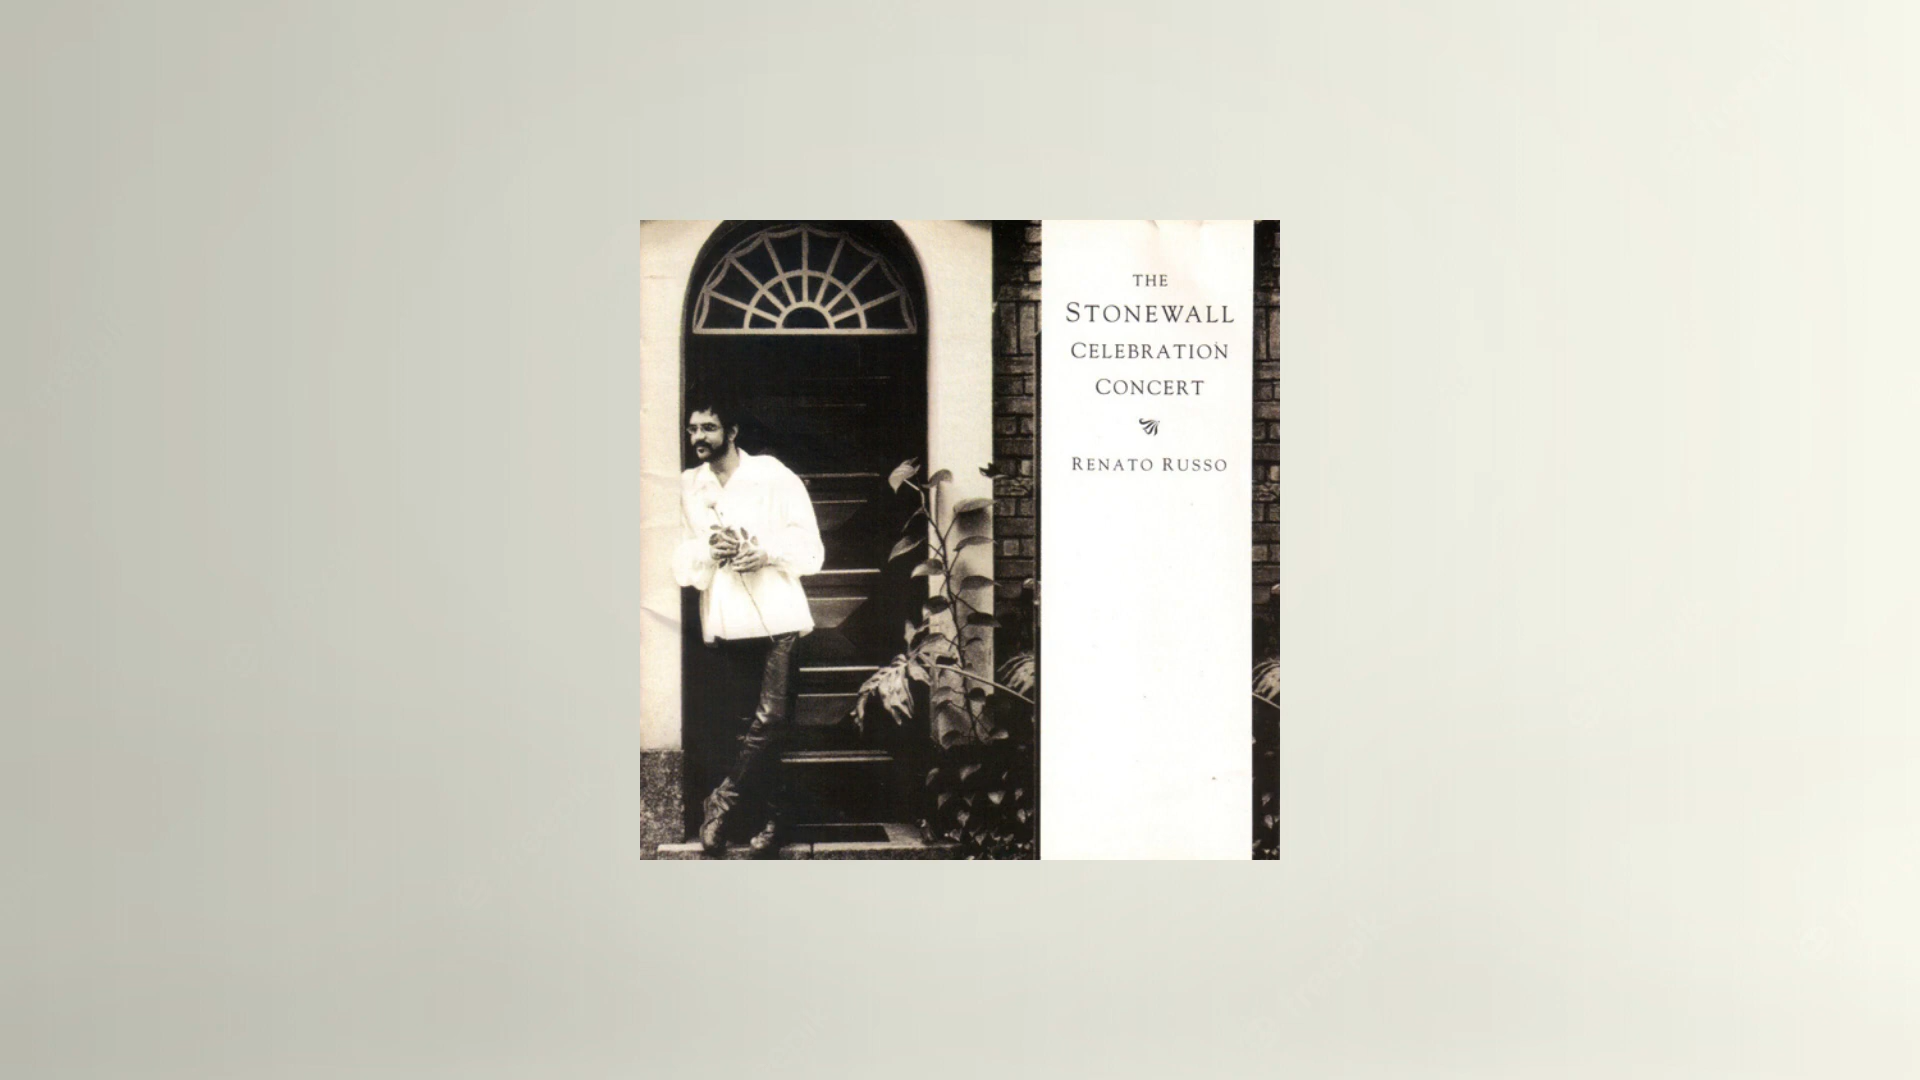 THE
STONEWALL
CELEBRATION
CONCERT
RENATO RUSSO